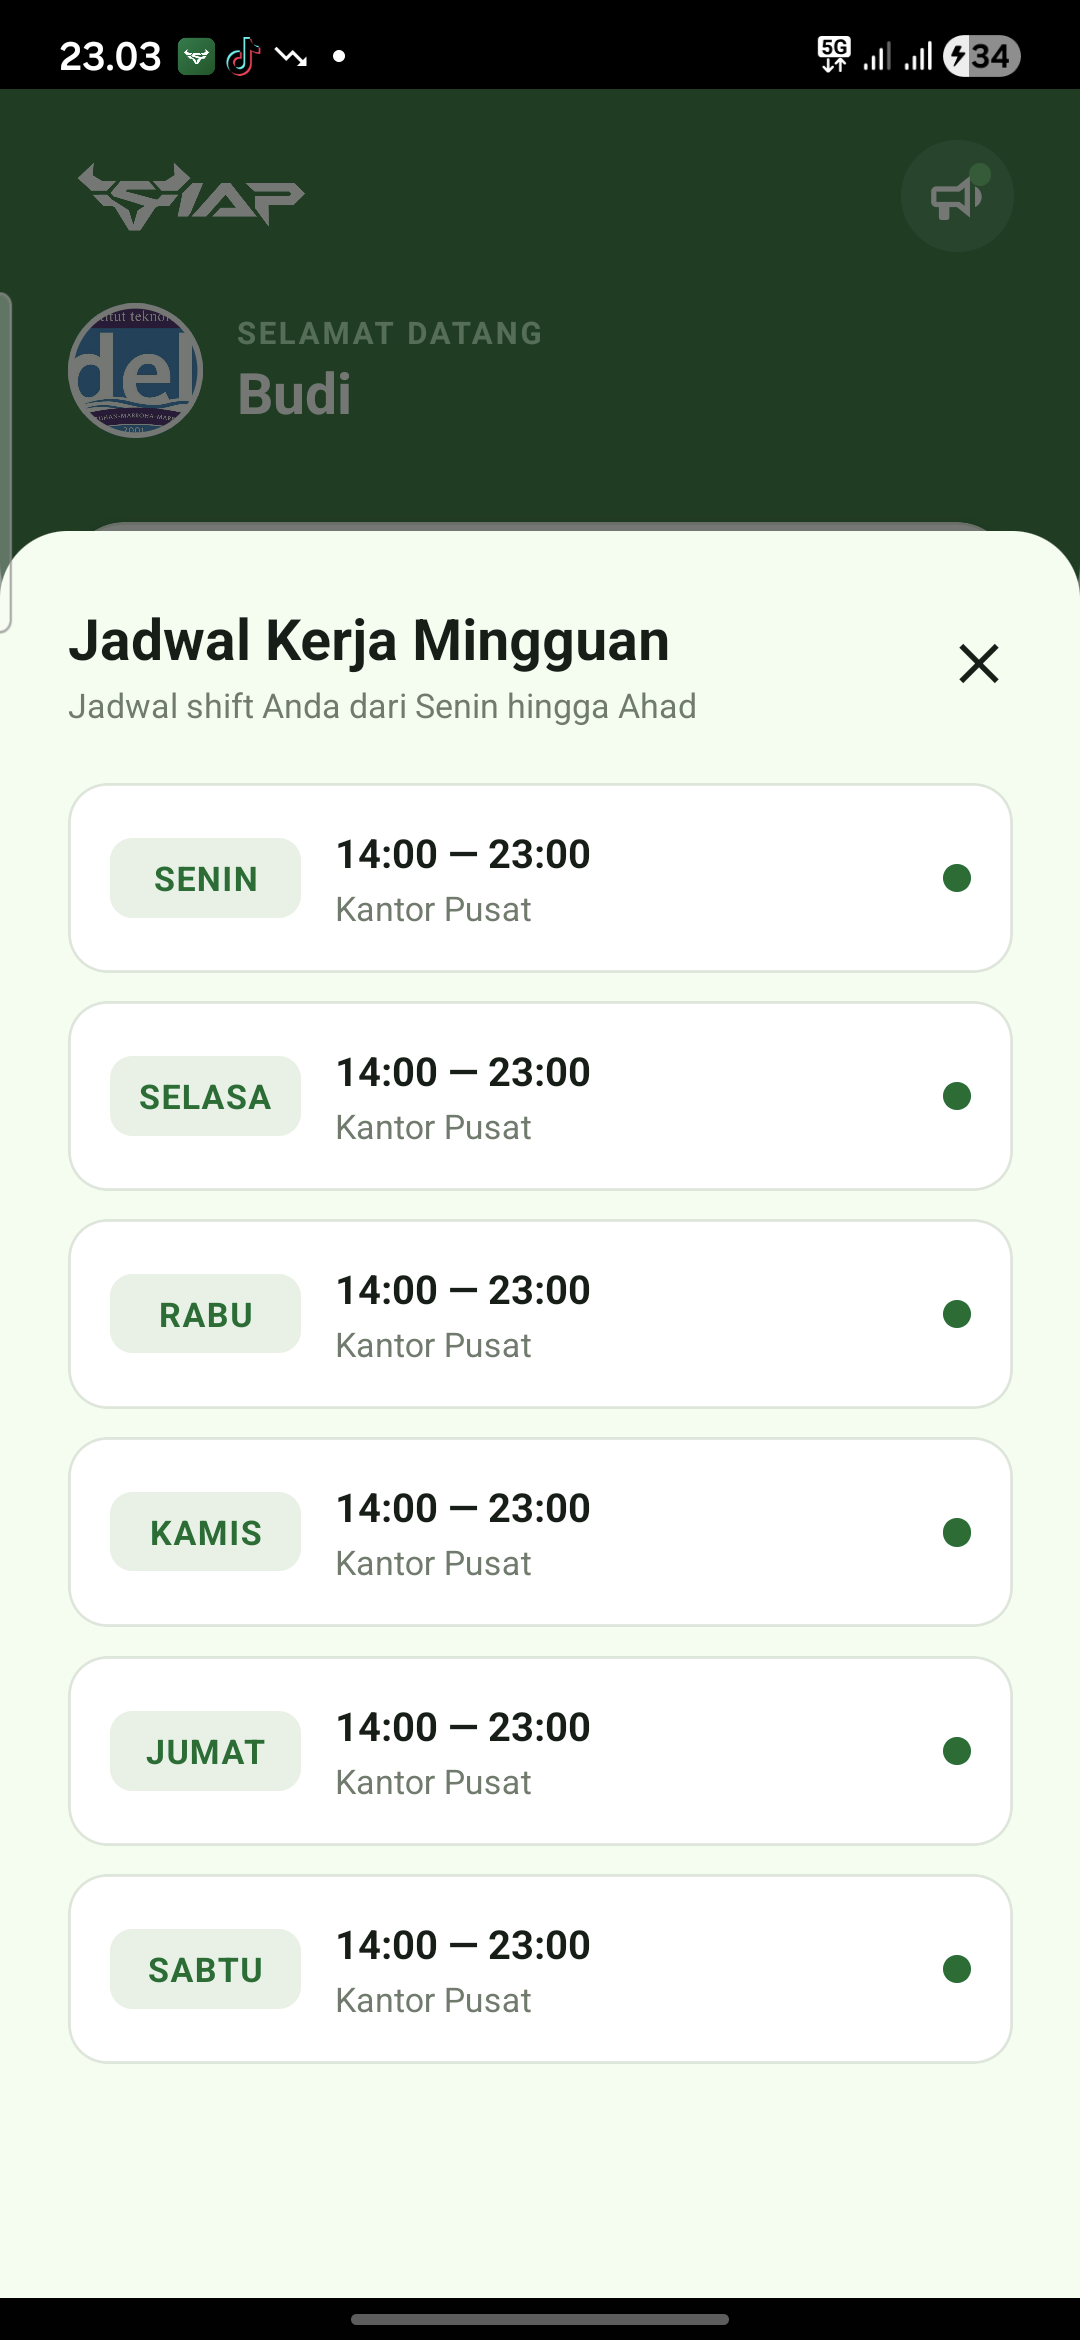 23.03
5G
34
SIAP
del
2001
SELAMAT DATANG
Budi
Jadwal Kerja Mingguan
Jadwal shift Anda dari Senin hingga Ahad
SENIN
14:00 — 23:00
Kantor Pusat
SELASA
14:00 — 23:00
Kantor Pusat
RABU
14:00 — 23:00
Kantor Pusat
KAMIS
14:00 — 23:00
Kantor Pusat
JUMAT
14:00 — 23:00
Kantor Pusat
SABTU
14:00 — 23:00
Kantor Pusat